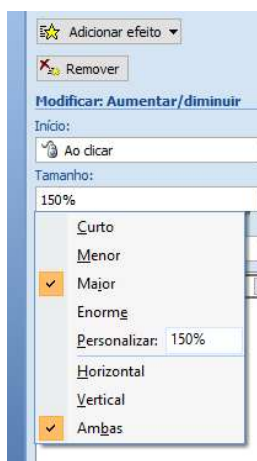 Adicionar efeito
Remover
Modificar: Aumentar/diminuir
Início:
Ao clicar
Tamanho:
150%
Curto
Menor
Major
Enorme
Personalizar: 150%
Horizontal
Vertical
Ambas